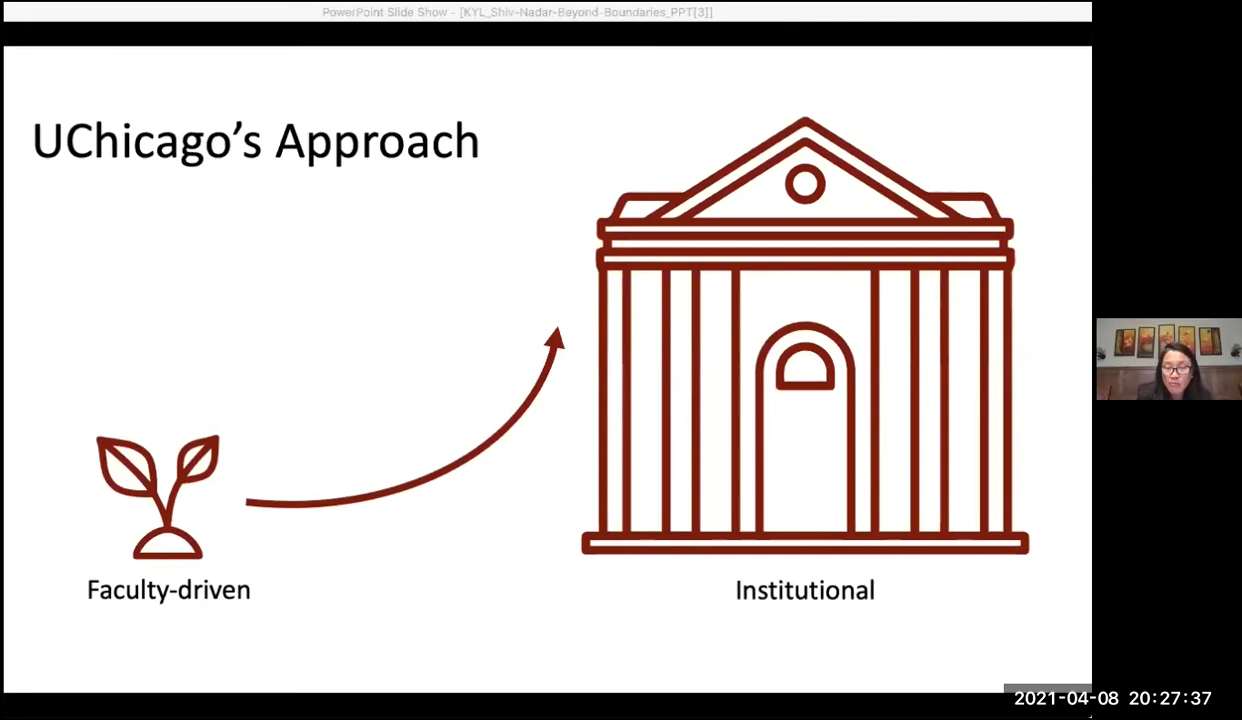 PowerPoint Slide Show - [KYL_Shiv-Nadar-Beyond-Boundaries_PPT[3]]
UChicago’s Approach
Faculty-driven
Institutional
2021-04-08 20:27:37